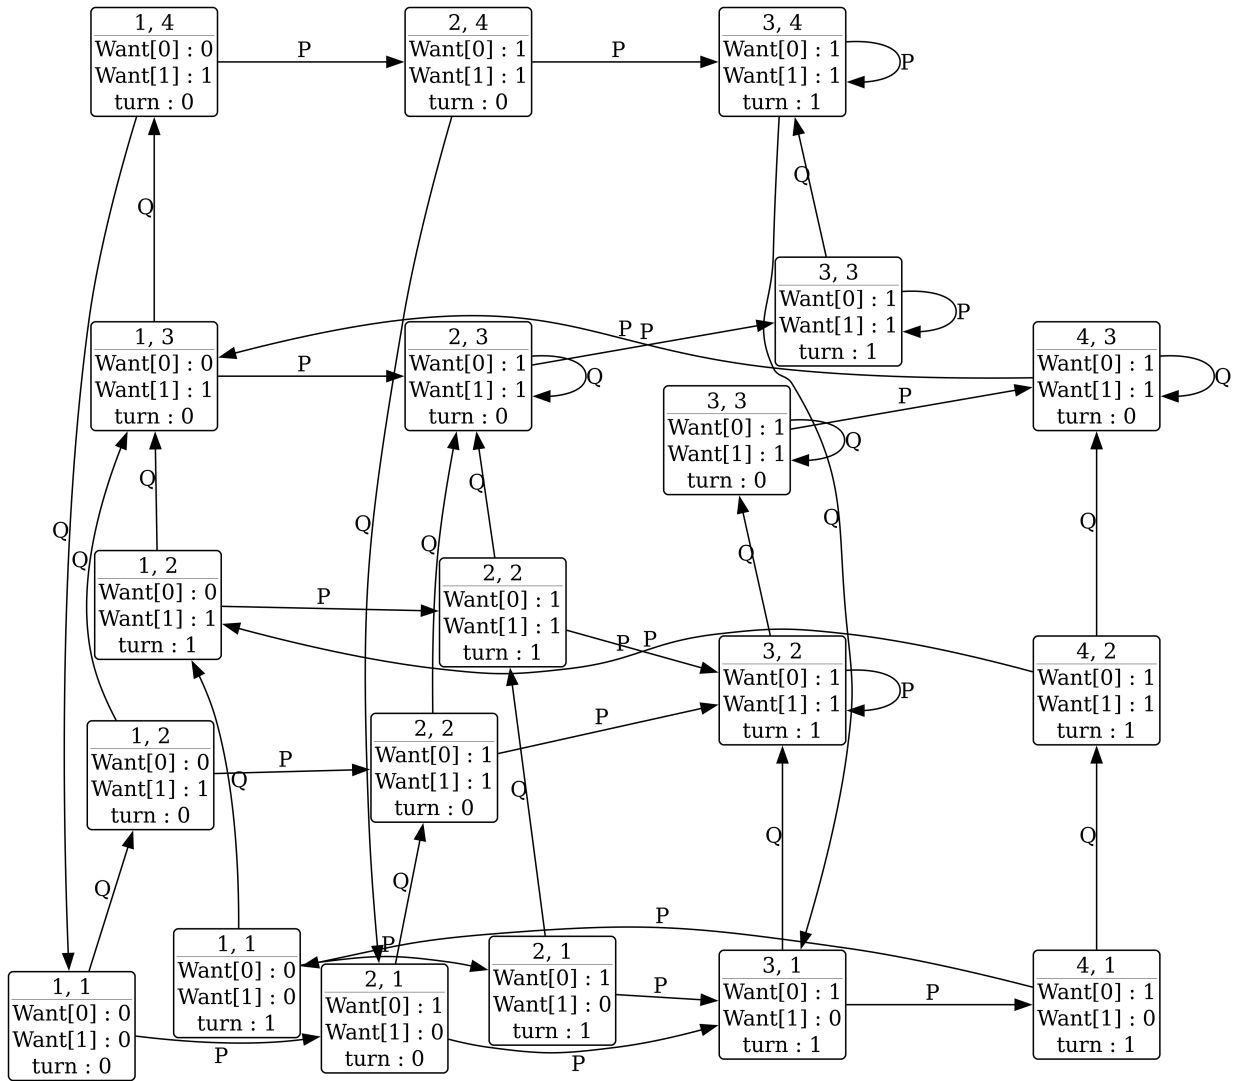 1, 4
Want[0] : 0
Want[1] : 1
turn : 0
P
2, 4
Want[0] : 1
Want[1] : 1
turn : 0
P
3, 4
Want[0] : 1
Want[1] : 1
turn : 1
P
Q
Q
3, 3
Want[0] : 1
Want[1] : 1
turn : 1
P
1, 3
Want[0] : 0
Want[1] : 1
turn : 0
P
2, 3
Want[0] : 1
Want[1] : 1
turn : 0
Q
P
P
4, 3
Want[0] : 1
Want[1] : 1
turn : 0
Q
3, 3
Want[0] : 1
Want[1] : 1
turn : 0
Q
P
Q
Q
Q
Q
Q
Q
Q
Q
Q
Q
1, 2
Want[0] : 0
Want[1] : 1
turn : 1
P
2, 2
Want[0] : 1
Want[1] : 1
turn : 1
P
P
3, 2
Want[0] : 1
Want[1] : 1
turn : 1
P
4, 2
Want[0] : 1
Want[1] : 1
turn : 1
1, 2
Want[0] : 0
Want[1] : 1
turn : 0
P
2, 2
Want[0] : 1
Want[1] : 1
turn : 0
P
Q
Q
Q
Q
Q
Q
P
1, 1
Want[0] : 0
Want[1] : 0
turn : 1
P
2, 1
Want[0] : 1
Want[1] : 0
turn : 1
P
3, 1
Want[0] : 1
Want[1] : 0
turn : 1
P
4, 1
Want[0] : 1
Want[1] : 0
turn : 1
1, 1
Want[0] : 0
Want[1] : 0
turn : 0
P
2, 1
Want[0] : 1
Want[1] : 0
turn : 0
P